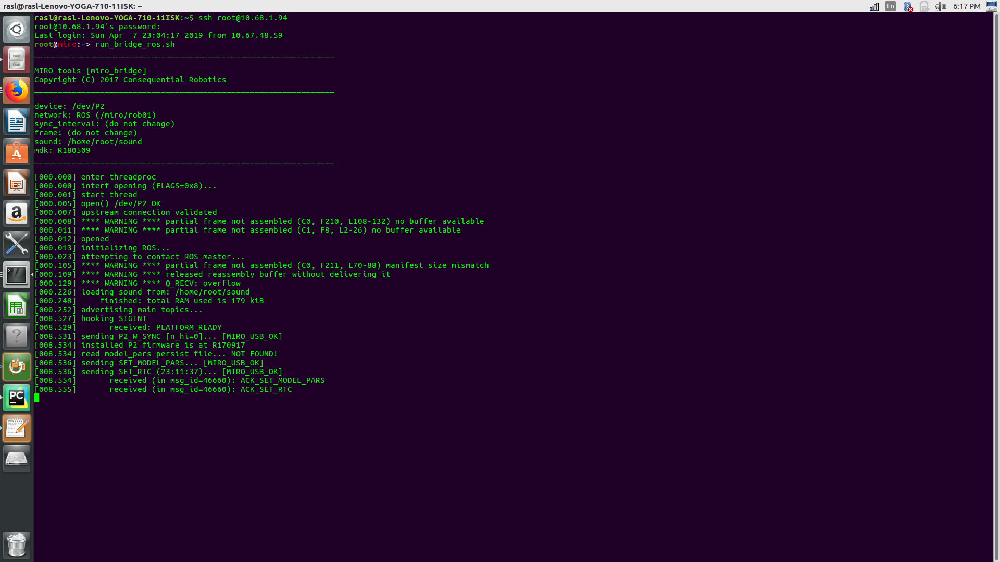 rasl@rasl-Lenovo-YOGA-710-11ISK: ~
En
6:17 PM
rasl@rasl-Lenovo-YOGA-710-11ISK:~$ ssh root@10.68.1.94
root@10.68.1.94's password:
Last login: Sun Apr  7 23:04:17 2019 from 10.67.48.59
root@miro:~> run_bridge_ros.sh
________________________________________________________________
MIRO tools [miro_bridge]
Copyright (C) 2017 Consequential Robotics
________________________________________________________________
device: /dev/P2
network: ROS (/miro/rob01)
sync_interval: (do not change)
frame: (do not change)
sound: /home/root/sound
mdk: R180509
________________________________________________________________
[000.000] enter threadproc
[000.000] interf opening (FLAGS=0x8)...
[000.001] start thread
[000.005] open() /dev/P2 OK
[000.007] upstream connection validated
[000.008] **** WARNING **** partial frame not assembled (C0, F210, L108-132) no buffer available
[000.011] **** WARNING **** partial frame not assembled (C1, F8, L2-26) no buffer available
[000.012] opened
[000.013] initializing ROS...
[000.023] attempting to contact ROS master...
[000.105] **** WARNING **** partial frame not assembled (C0, F211, L70-88) manifest size mismatch
[000.109] **** WARNING **** released reassembly buffer without delivering it
[000.129] **** WARNING **** Q_RECV: overflow
[000.226] loading sound from: /home/root/sound
[000.248]     finished: total RAM used is 179 kiB
[000.252] advertising main topics...
[008.527] hooking SIGINT
[008.529]       received: PLATFORM_READY
[008.531] sending P2_W_SYNC [n_hi=0]... [MIRO_USB_OK]
[008.534] installed P2 firmware is at R170917
[008.534] read model_pars persist file... NOT FOUND!
[008.536] sending SET_MODEL_PARS... [MIRO_USB_OK]
[008.536] sending SET_RTC (23:11:37)... [MIRO_USB_OK]
[008.554]       received (in msg_id=46660): ACK_SET_MODEL_PARS
[008.555]       received (in msg_id=46660): ACK_SET_RTC
PC